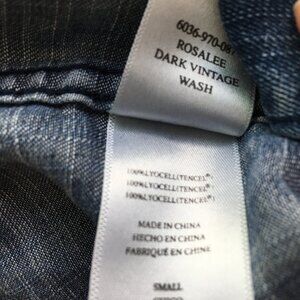 6036-970-087
ROSALEE
DARK VINTAGE
WASH
100%LYOCELL(TENCEL®)
100%LYOCELL(TENCEL®)
100%LYOCELL(TENCEL®)
MADE IN CHINA
HECHO EN CHINA
FABRIQUÉ EN CHINE
SMALL
CHICO